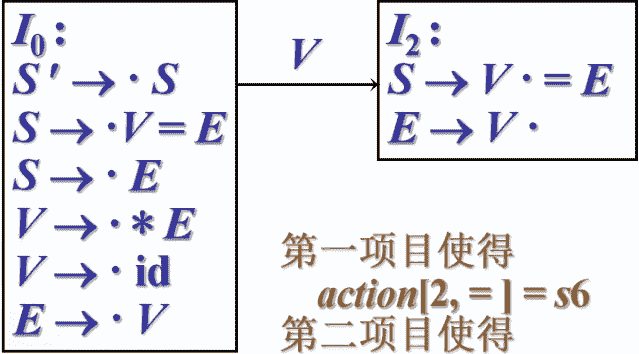 I₀:
S′ → · S
S → ·V = E
S → · E
V → · * E
V → · id
E → · V
V
I₂:
S → V · = E
E → V ·
第一项目使得
action[2, = ] = s6
第二项目使得